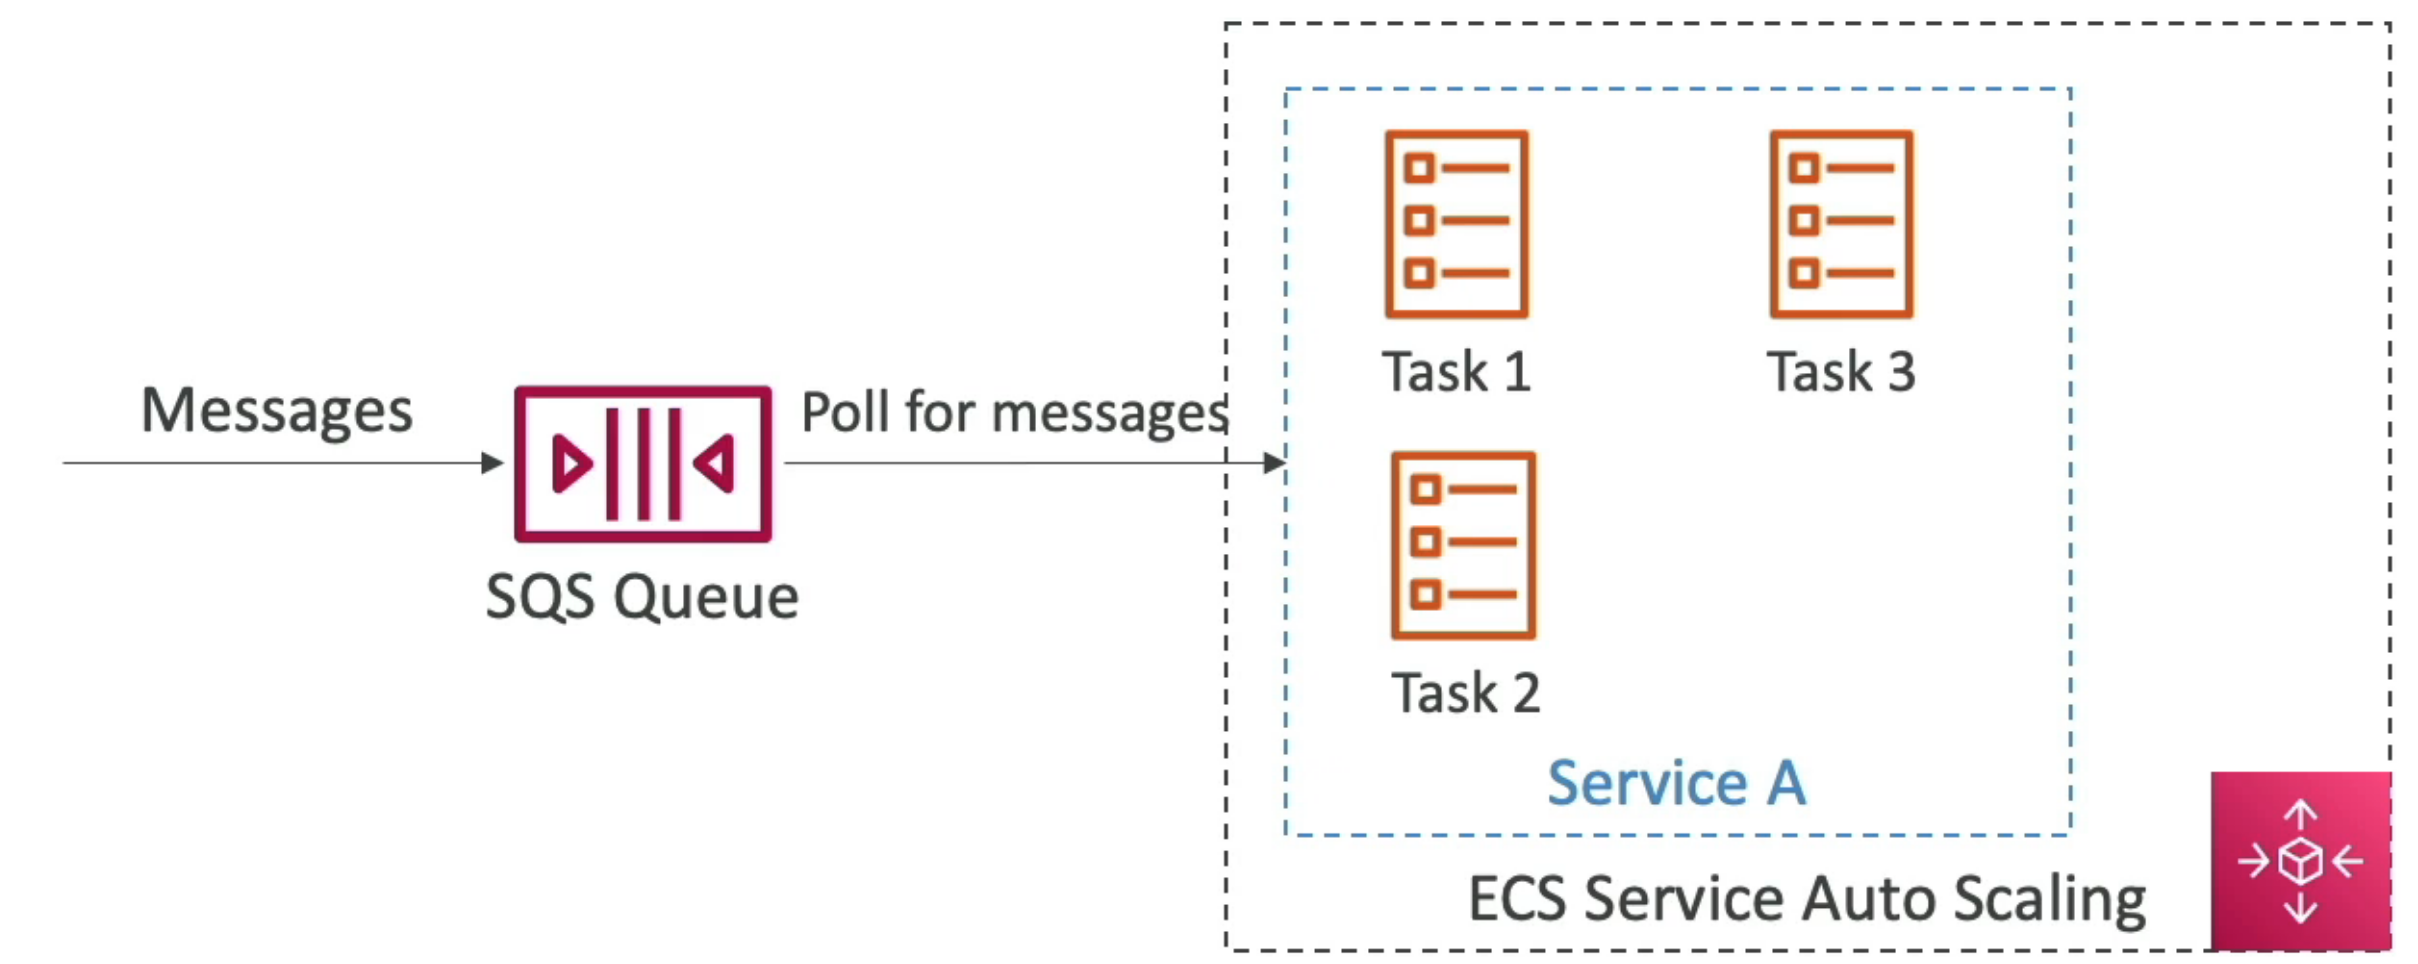 Messages
SQS Queue
Poll for messages
Task 1
Task 3
Task 2
Service A
ECS Service Auto Scaling